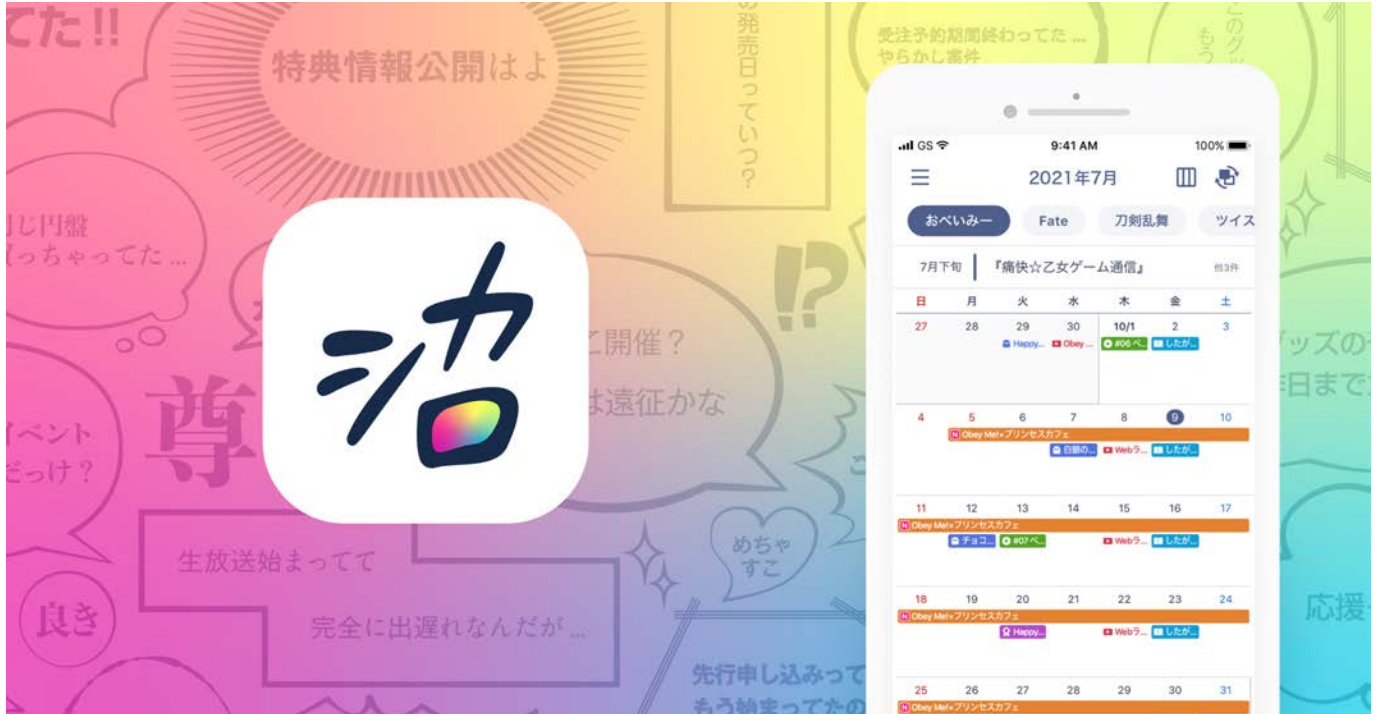 てた!!
特典情報公開はよ
の発売日っていつ?
受注予約期間終わってた ...
やらかし案件
このグッ
もう
同じ円盤
買っちゃってた ...
!?
沼
尊
こ開催?
は遠征かな
イベント
だっけ?
グッズの予
昨日まで
生放送始まってて
完全に出遅れなんだが ...
めちゃ
すこ
良き
応援
先行申し込みって
もう始まってたの
GS
9:41 AM
100%
2021年7月
おべいみー
Fate
刀剣乱舞
ツイス
7月下旬
『痛快☆乙女ゲーム通信』
他3件
日 月 火 水 木 金 土
27 28 29 30 10/1 2 3
Happy... Obey ... #06 べ... したが...
4 5 6 7 8 9 10
N Obey Me!×プリンセスカフェ
白銀の... Webラ... したが...
11 12 13 14 15 16 17
N Obey Me!×プリンセスカフェ
チョコ... #07 べ... Webラ... したが...
18 19 20 21 22 23 24
N Obey Me!×プリンセスカフェ
Happy... Webラ... したが...
25 26 27 28 29 30 31
N Obey Me!×プリンセスカフェ